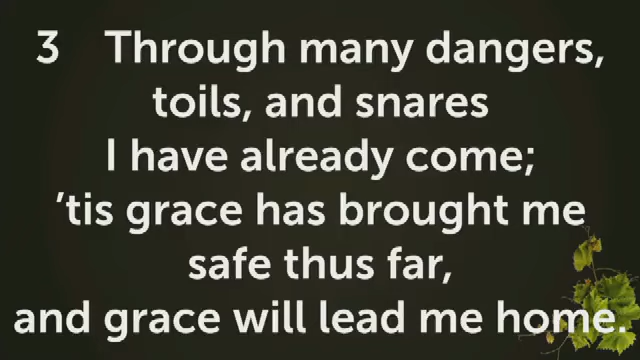 3 Through many dangers,
toils, and snares
I have already come;
’tis grace has brought me
safe thus far,
and grace will lead me home.